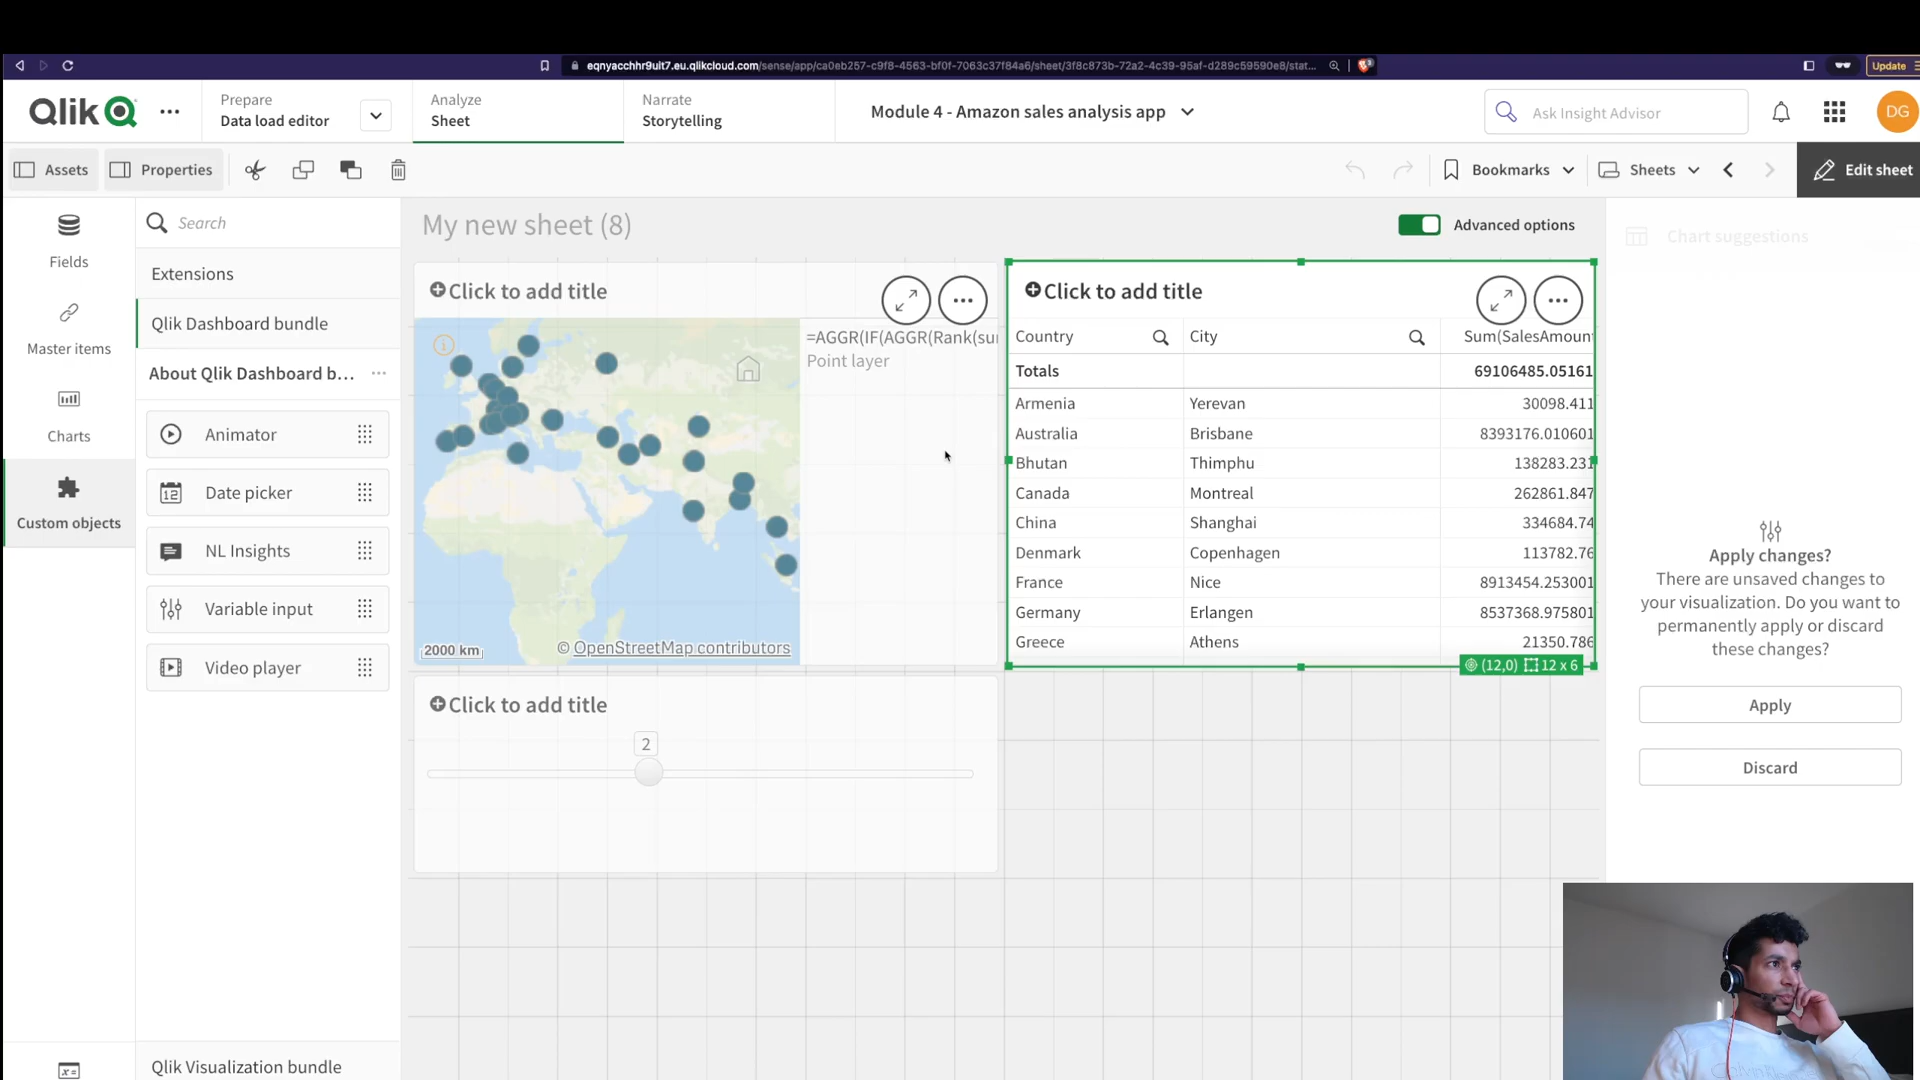 eqnyacchhr9ult7.eu.qlikcloud.com/sense/app/ca0eb257-c9f8-4563-bf0f-7063c37f84a6/sheet/3f8c873b-72a2-4c39-95af-d289c59590e8/stat...
Update
Qlik
Prepare
Data load editor
Analyze
Sheet
Narrate
Storytelling
Module 4 - Amazon sales analysis app
Ask Insight Advisor
DG
Assets
Properties
Bookmarks
Sheets
Edit sheet
Fields
Master items
Charts
Custom objects
Search
Extensions
Qlik Dashboard bundle
About Qlik Dashboard b...
Animator
12
Date picker
NL Insights
Variable input
Video player
Qlik Visualization bundle
My new sheet (8)
Advanced options
Click to add title
=AGGR(IF(AGGR(Rank(sur
Point layer
2000 km
© OpenStreetMap contributors
Click to add title
Country City Sum(SalesAmount
Totals 69106485.05161
Armenia Yerevan 30098.411
Australia Brisbane 8393176.010601
Bhutan Thimphu 138283.231
Canada Montreal 262861.847
China Shanghai 334684.74
Denmark Copenhagen 113782.76
France Nice 8913454.253001
Germany Erlangen 8537368.975801
Greece Athens 21350.786
(12,0) 12 x 6
Click to add title
2
Chart suggestions
Apply changes?
There are unsaved changes to
your visualization. Do you want to
permanently apply or discard
these changes?
Apply
Discard